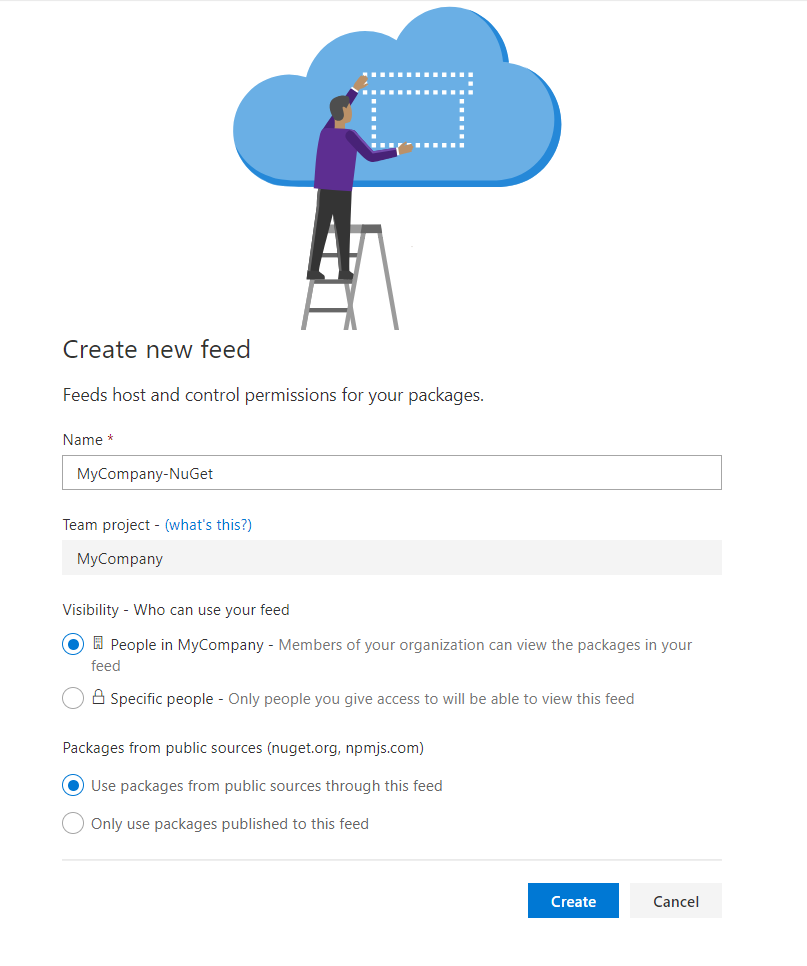 Create new feed
Feeds host and control permissions for your packages.
Name *
MyCompany-NuGet
Team project - (what's this?)
MyCompany
Visibility - Who can use your feed
People in MyCompany - Members of your organization can view the packages in your
feed
Specific people - Only people you give access to will be able to view this feed
Packages from public sources (nuget.org, npmjs.com)
Use packages from public sources through this feed
Only use packages published to this feed
Create Cancel